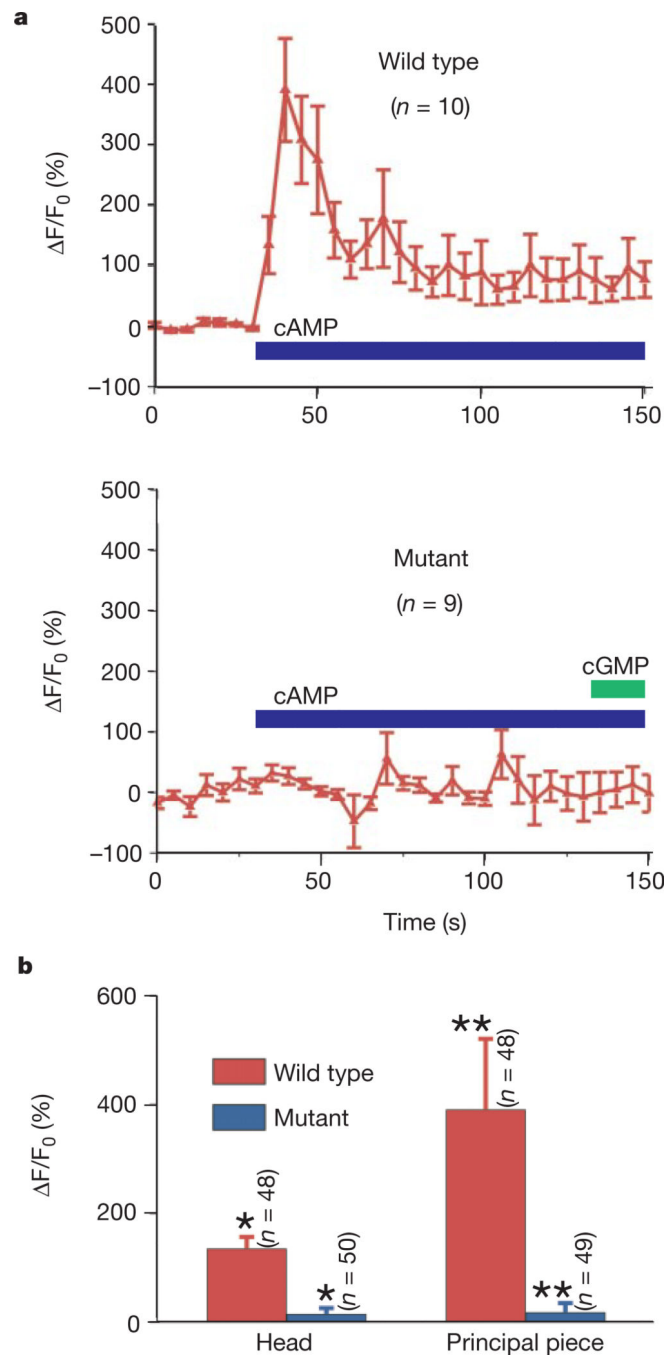 a
500
400
300
200
100
0
−100
ΔF/F0 (%)
Wild type
(n = 10)
cAMP
0
50
100
150
500
400
300
200
100
0
−100
ΔF/F0 (%)
Mutant
(n = 9)
cGMP
cAMP
0
50
100
150
Time (s)
b
600
400
200
0
ΔF/F0 (%)
Wild type
Mutant
*
(n = 48)
*
(n = 50)
**
(n = 48)
**
(n = 49)
Head
Principal piece